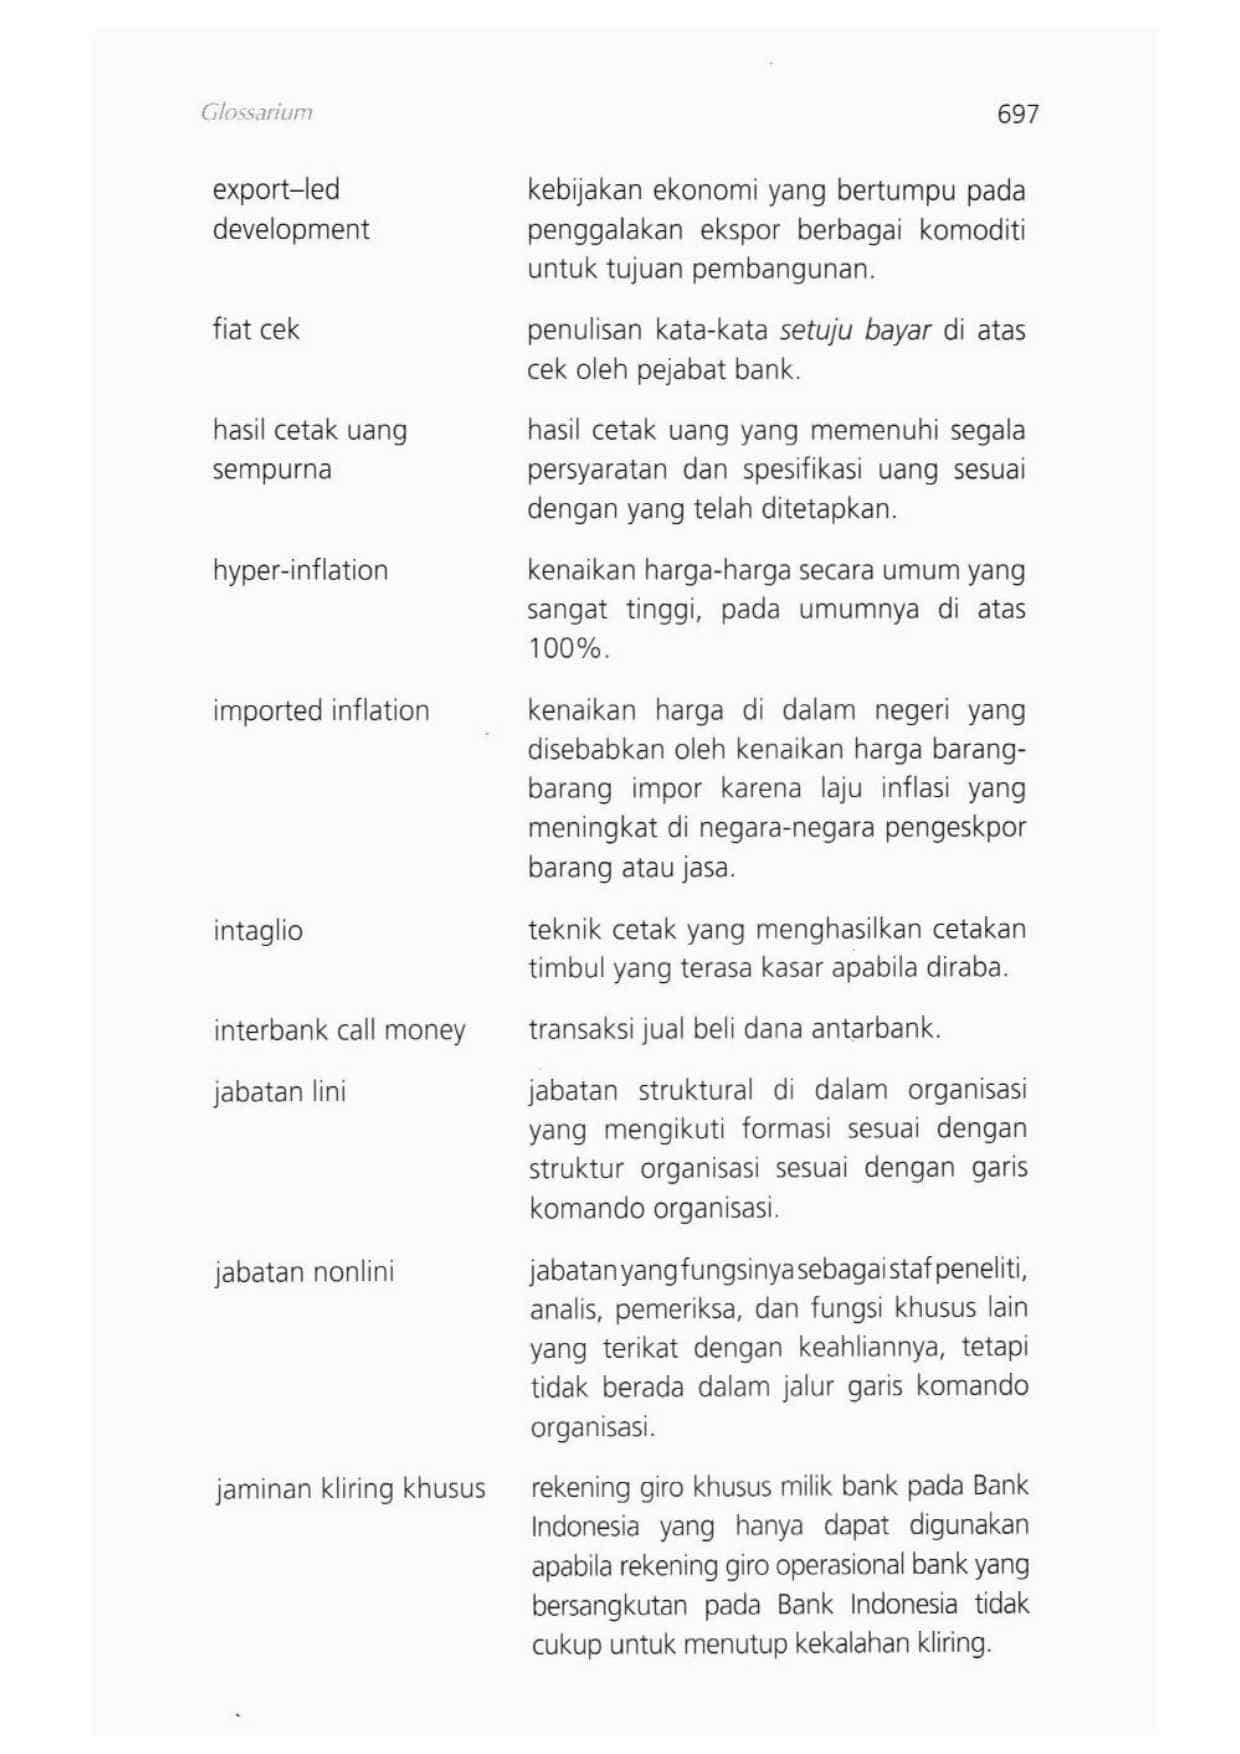 Glossarium 697
export–led kebijakan ekonomi yang bertumpu pada
development penggalakan ekspor berbagai komoditi
untuk tujuan pembangunan.
fiat cek penulisan kata-kata setuju bayar di atas
cek oleh pejabat bank.
hasil cetak uang hasil cetak uang yang memenuhi segala
sempurna persyaratan dan spesifikasi uang sesuai
dengan yang telah ditetapkan.
hyper-inflation kenaikan harga-harga secara umum yang
sangat tinggi, pada umumnya di atas
100%.
imported inflation kenaikan harga di dalam negeri yang
disebabkan oleh kenaikan harga barang-
barang impor karena laju inflasi yang
meningkat di negara-negara pengeskpor
barang atau jasa.
intaglio teknik cetak yang menghasilkan cetakan
timbul yang terasa kasar apabila diraba.
interbank call money transaksi jual beli dana antarbank.
jabatan lini jabatan struktural di dalam organisasi
yang mengikuti formasi sesuai dengan
struktur organisasi sesuai dengan garis
komando organisasi.
jabatan nonlini jabatan yang fungsinya sebagai staf peneliti,
analis, pemeriksa, dan fungsi khusus lain
yang terikat dengan keahliannya, tetapi
tidak berada dalam jalur garis komando
organisasi.
jaminan kliring khusus rekening giro khusus milik bank pada Bank
Indonesia yang hanya dapat digunakan
apabila rekening giro operasional bank yang
bersangkutan pada Bank Indonesia tidak
cukup untuk menutup kekalahan kliring.